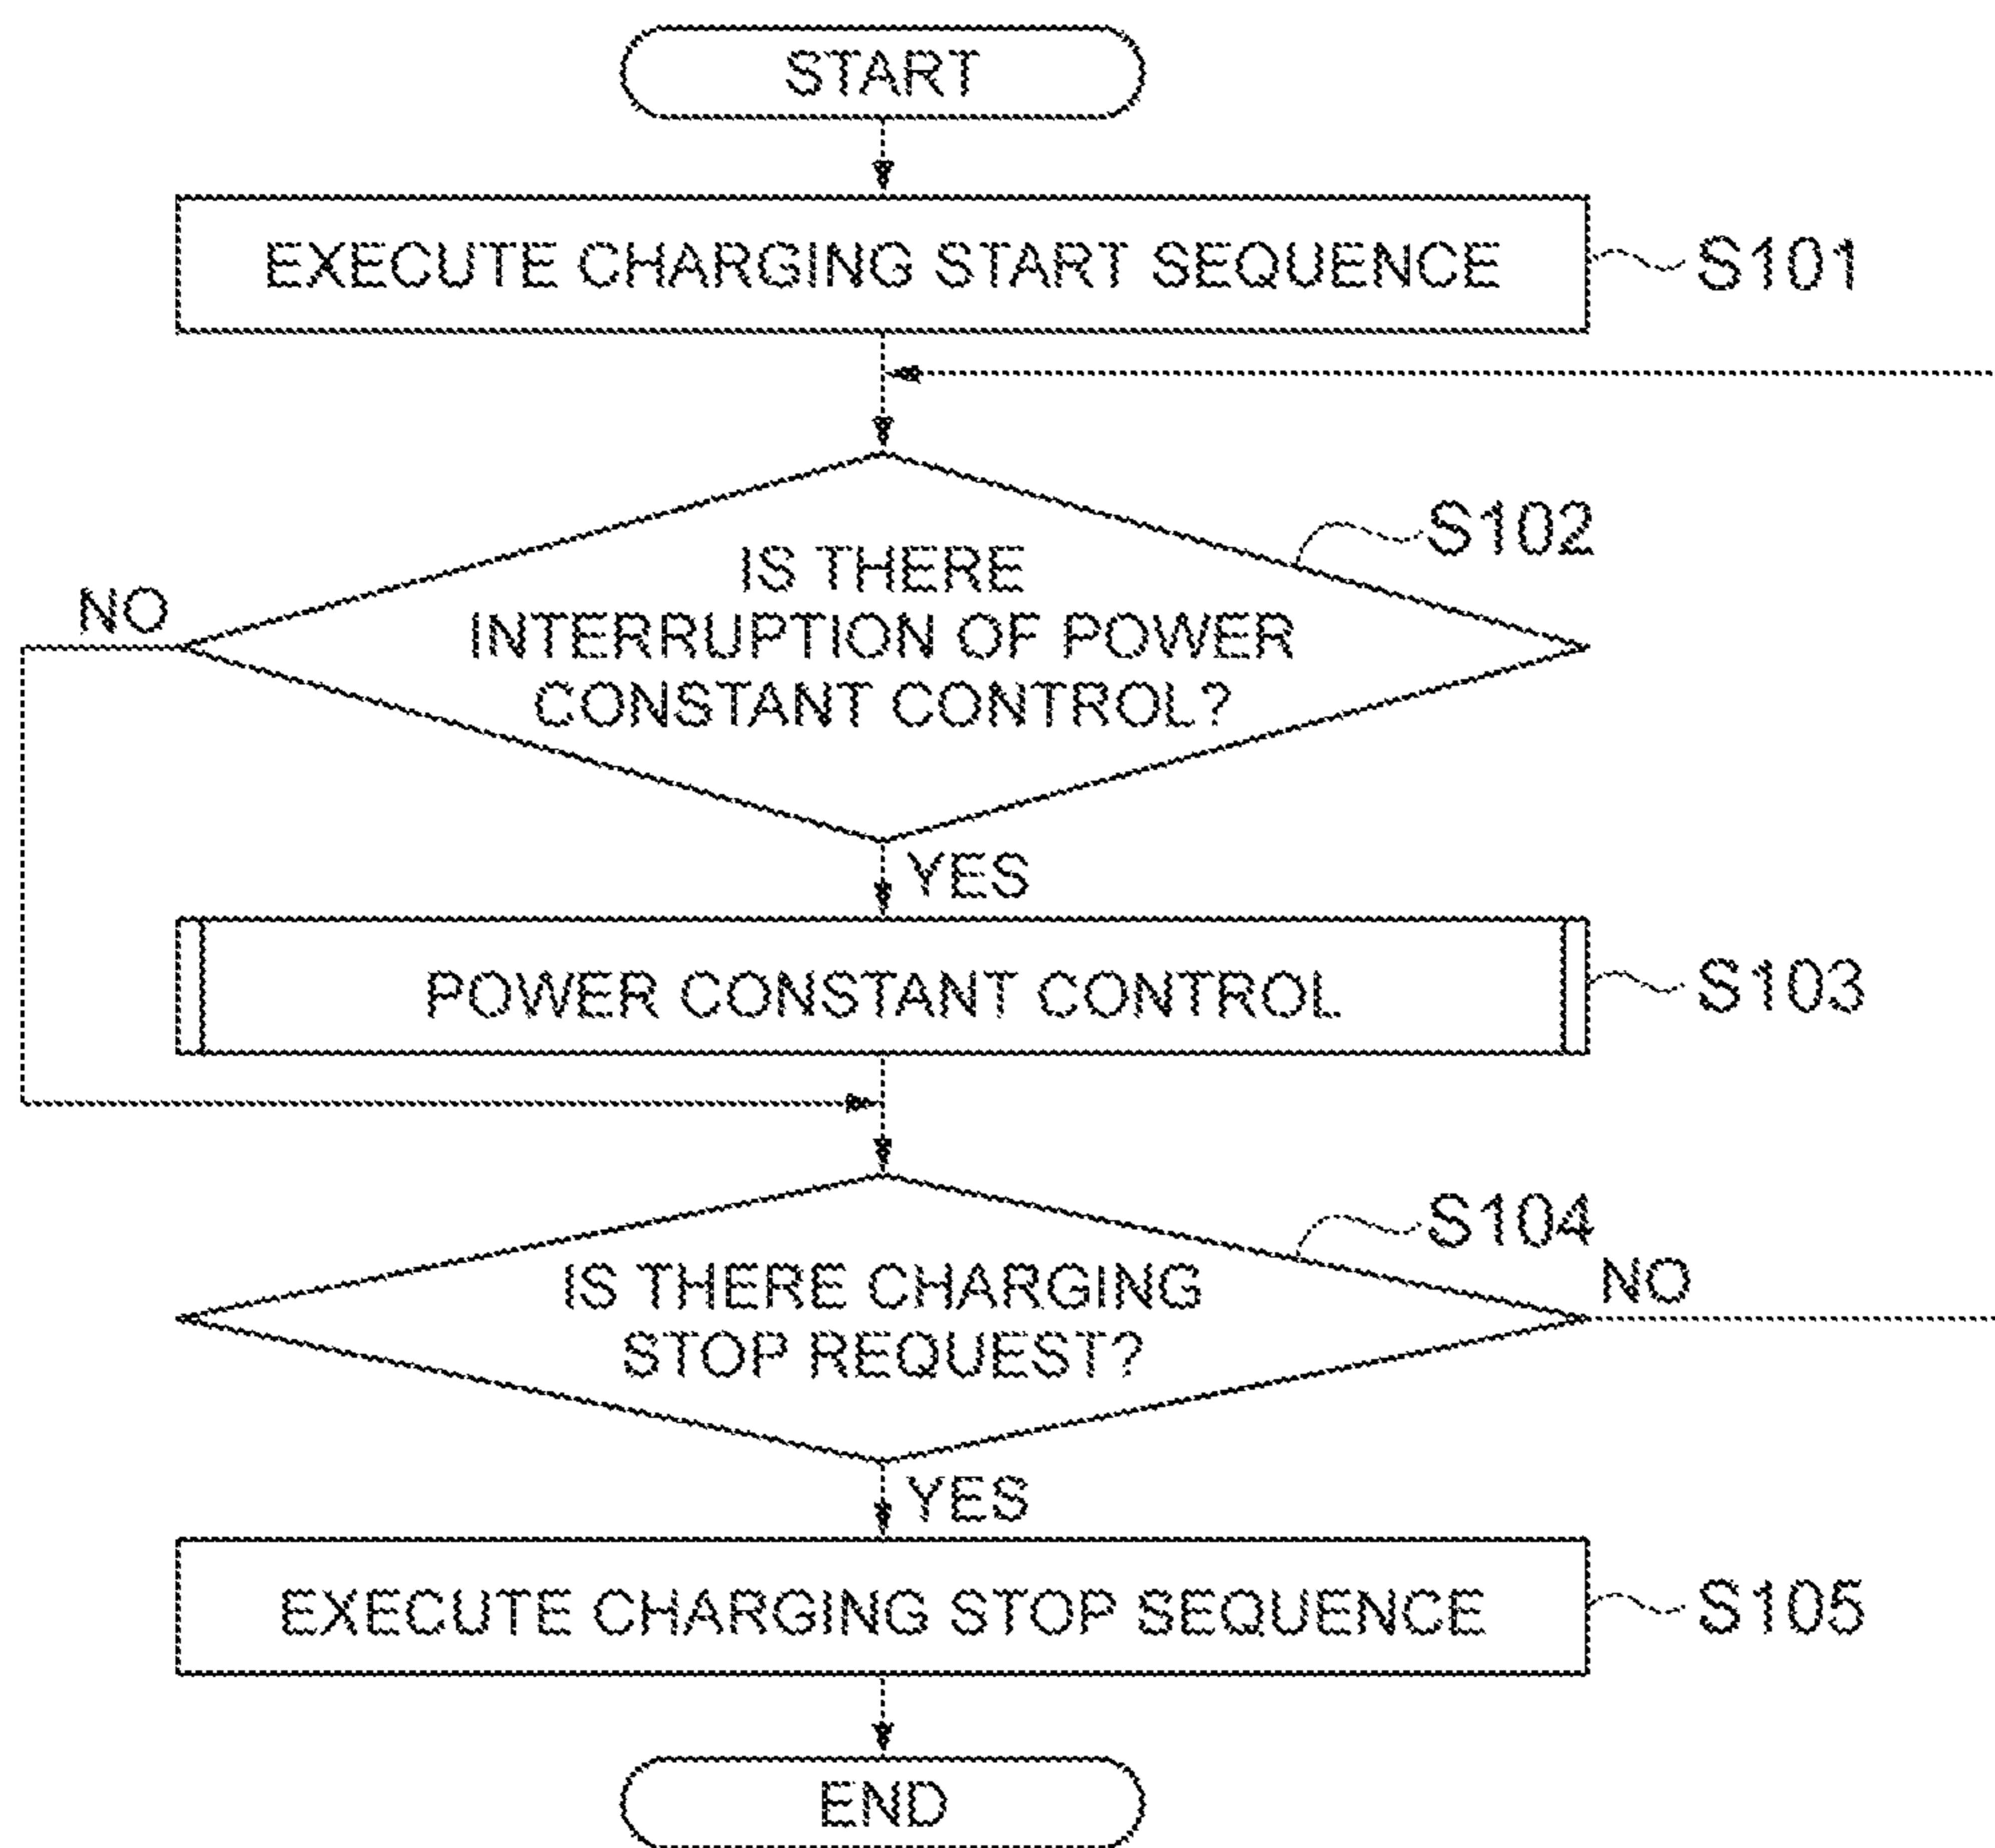 START
EXECUTE CHARGING START SEQUENCE
S101
S102
IS THERE
INTERRUPTION OF POWER
CONSTANT CONTROL?
NO
YES
POWER CONSTANT CONTROL
S103
S104
IS THERE CHARGING
STOP REQUEST?
NO
YES
EXECUTE CHARGING STOP SEQUENCE
S105
END